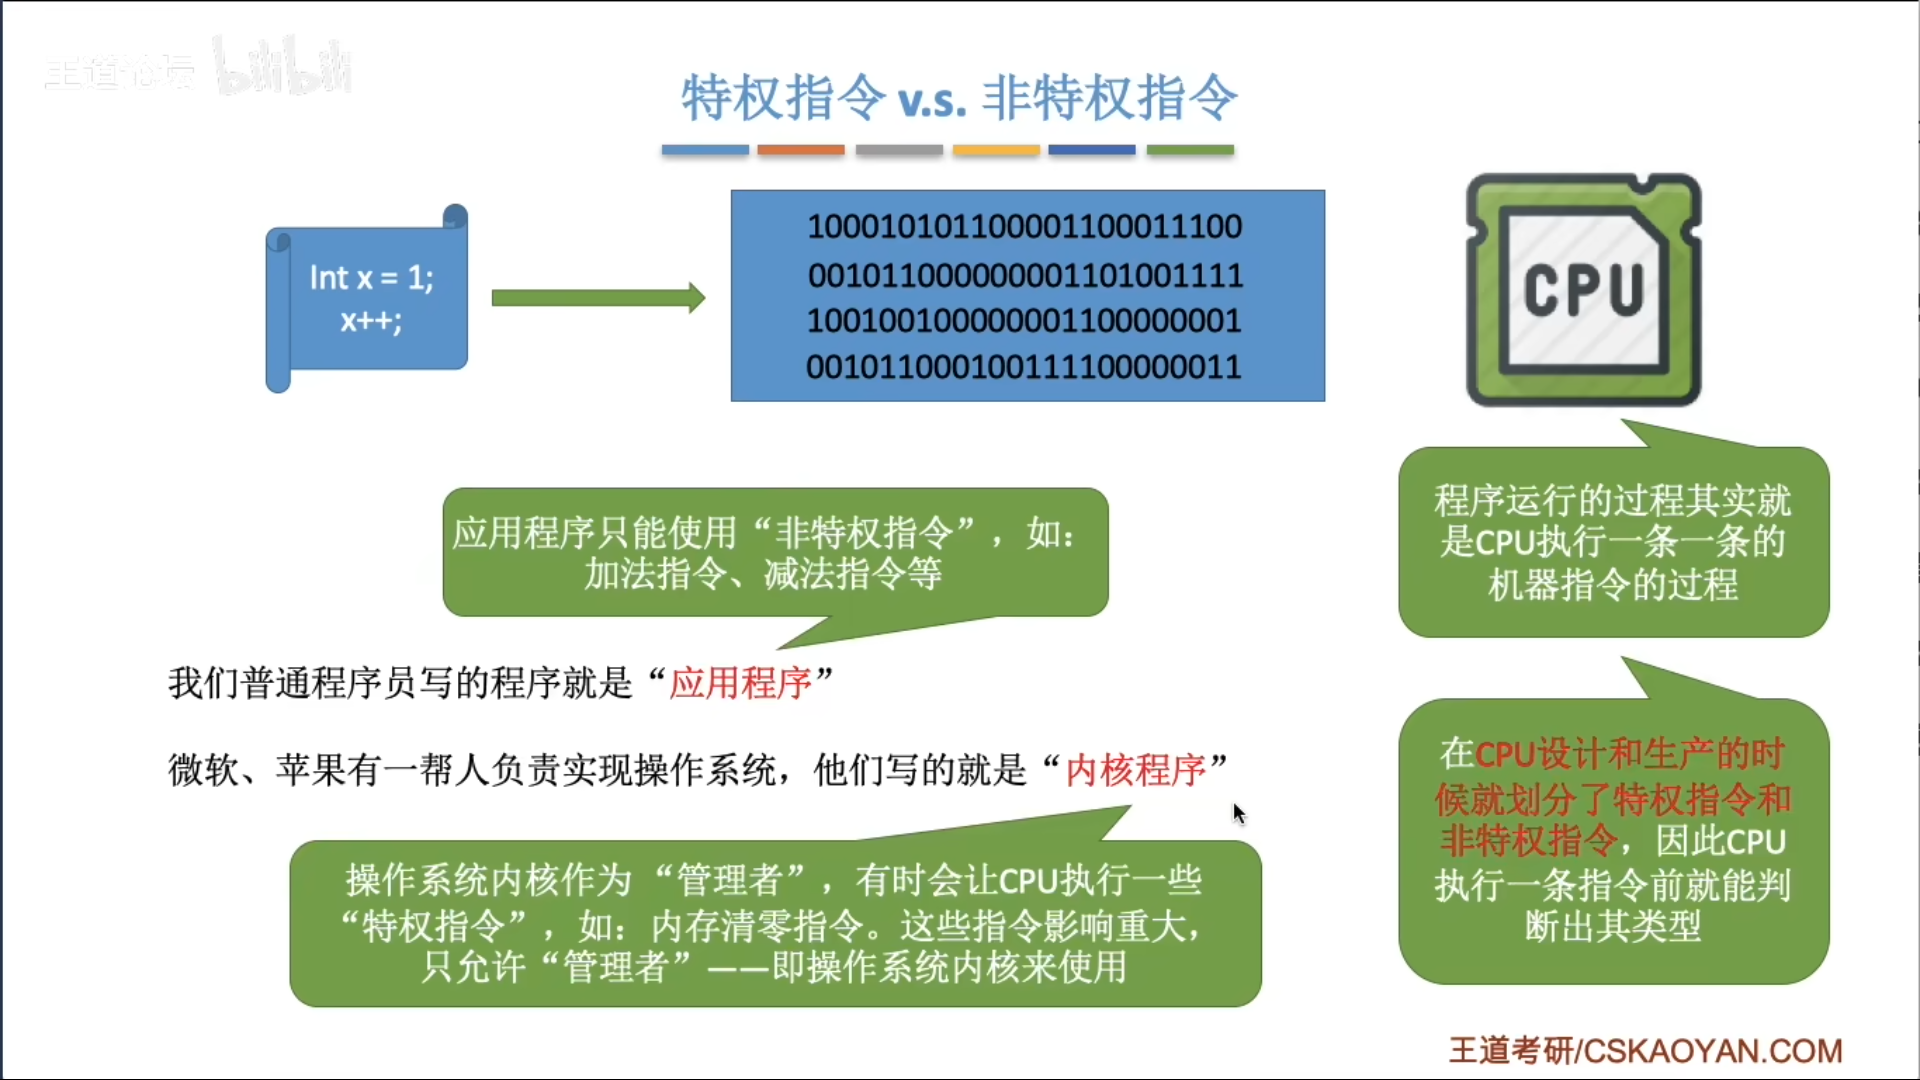 王道论坛 bilibili
特权指令 v.s. 非特权指令
Int x = 1;
x++;
100010101100001100011100
001011000000001101001111
100100100000001100000001
001011000100111100000011
CPU
程序运行的过程其实就
是CPU执行一条一条的
机器指令的过程
应用程序只能使用“非特权指令”，如：
加法指令、减法指令等
我们普通程序员写的程序就是“应用程序”
微软、苹果有一帮人负责实现操作系统，他们写的就是“内核程序”
在CPU设计和生产的时
候就划分了特权指令和
非特权指令，因此CPU
执行一条指令前就能判
断出其类型
操作系统内核作为 “管理者”，有时会让CPU执行一些
“特权指令”，如：内存清零指令。这些指令影响重大，
只允许“管理者”——即操作系统内核来使用
王道考研/CSKAOYAN.COM